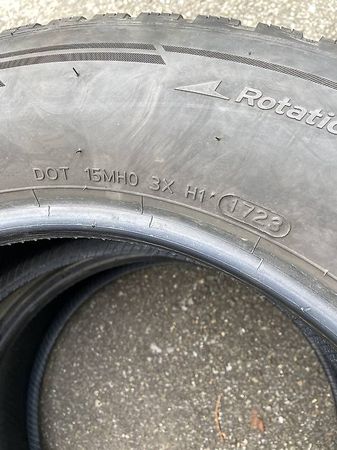 Rotatio
DOT 15MH0 3X H1 1723